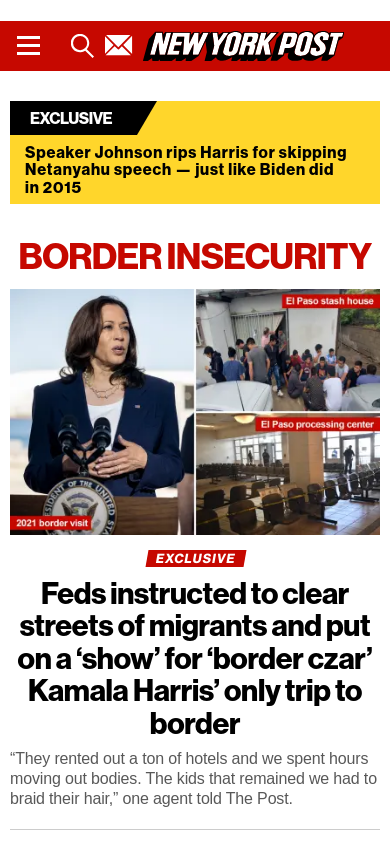 NEW YORK POST
EXCLUSIVE
Speaker Johnson rips Harris for skipping
Netanyahu speech — just like Biden did
in 2015
BORDER INSECURITY
El Paso stash house
El Paso processing center
PRESIDENT OF THE
2021 border visit
EXCLUSIVE
Feds instructed to clear
streets of migrants and put
on a ‘show’ for ‘border czar’
Kamala Harris’ only trip to
border
“They rented out a ton of hotels and we spent hours
moving out bodies. The kids that remained we had to
braid their hair,” one agent told The Post.